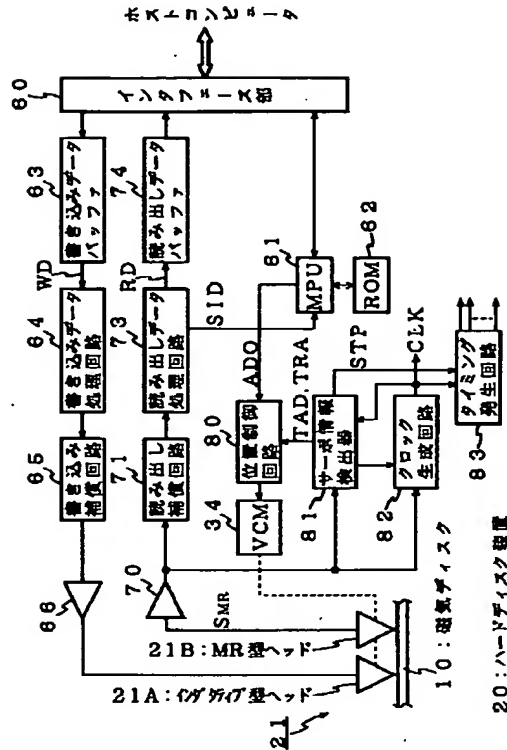 ホストコンピュータ
60
インタフェース部
63
書き込みデータ
バッファ
WD
64
書き込みデータ
処理回路
65
書き込み
補償回路
66
74
読み出しデータ
バッファ
RD
73
読み出しデータ
処理回路
71
読み出し
補償回路
70
SMR
SID
61
MPU
62
ROM
ADO
80
位置制御
回路
34
VCM
TAD,TRA
81
サーボ情報
検出器
STP
82
クロック
生成回路
CLK
83
タイミング
発生回路
21B:MR型ヘッド
21A:インダクティブ型ヘッド
21
10:磁気ディスク
20:ハードディスク装置